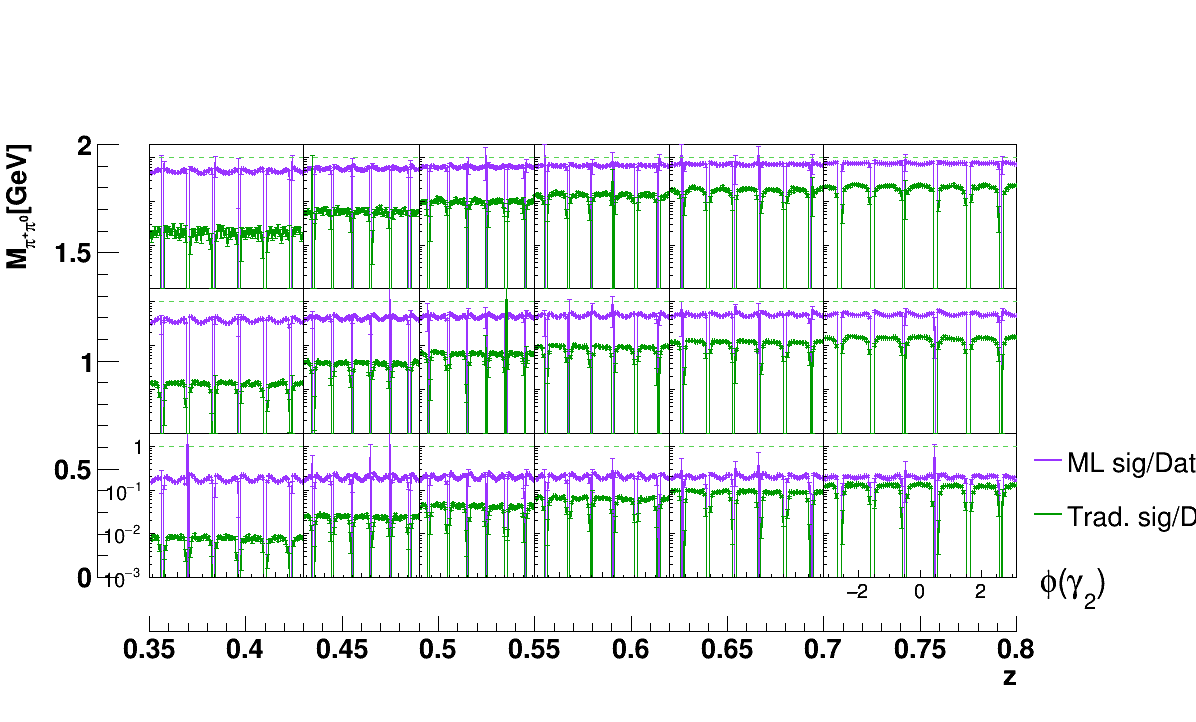 M_{π⁺π⁰}[GeV]
2
1.5
1
0.5
0
1
10⁻¹
10⁻²
10⁻³
ML sig/Dat
Trad. sig/D
−2 0 2
ϕ(γ₂)
0.35 0.4 0.45 0.5 0.55 0.6 0.65 0.7 0.75 0.8
z